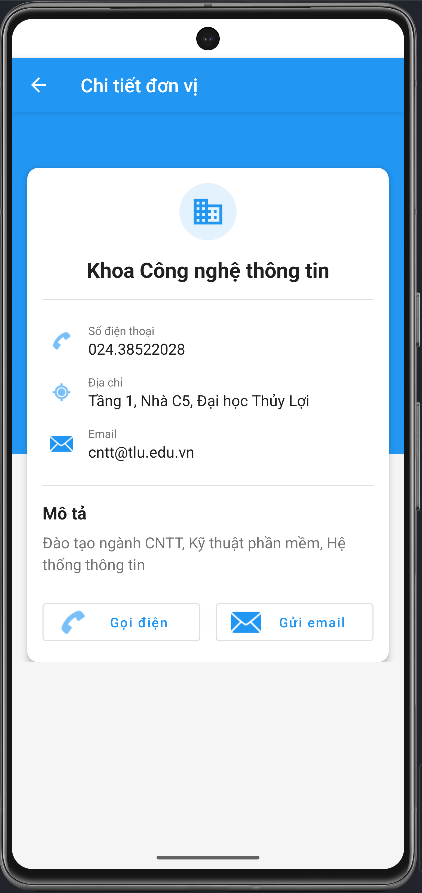 Chi tiết đơn vị
Khoa Công nghệ thông tin
Số điện thoại
024.38522028
Địa chỉ
Tầng 1, Nhà C5, Đại học Thủy Lợi
Email
cntt@tlu.edu.vn
Mô tả
Đào tạo ngành CNTT, Kỹ thuật phần mềm, Hệ
thống thông tin
Gọi điện
Gửi email